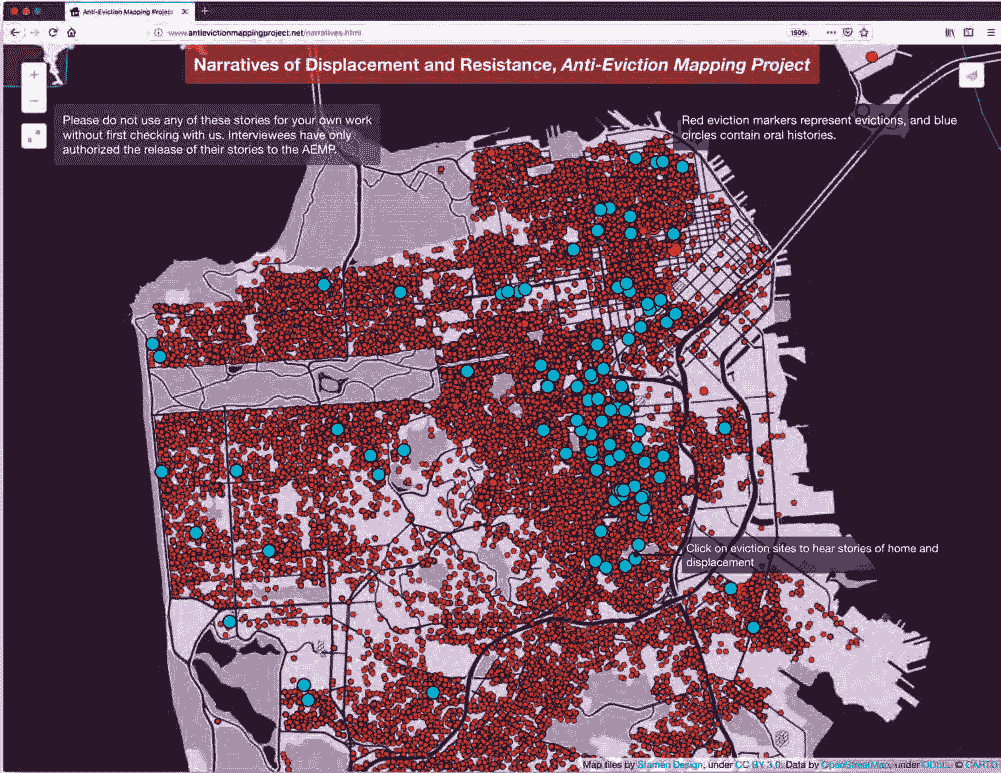 Anti-Eviction Mapping Project
www.antievictionmappingproject.net/narratives.html
150%
Narratives of Displacement and Resistance, Anti-Eviction Mapping Project
Please do not use any of these stories for your own work
without first checking with us. Interviewees have only
authorized the release of their stories to the AEMP.
Red eviction markers represent evictions, and blue
circles contain oral histories.
Click on eviction sites to hear stories of home and
displacement
Map tiles by Stamen Design, under CC BY 3.0. Data by OpenStreetMap, under © CARTO